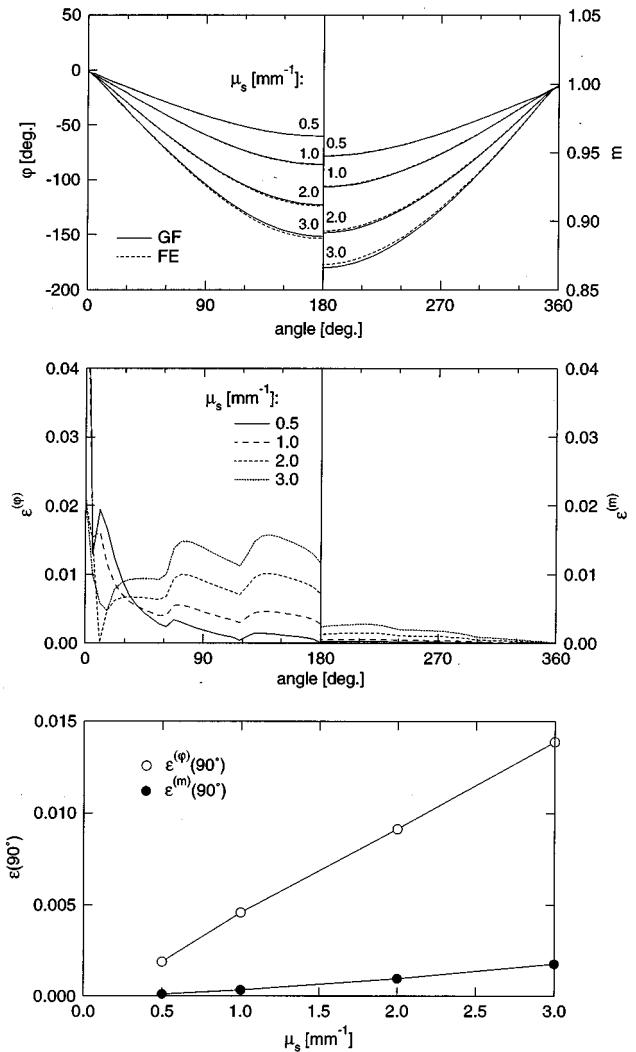 50
0
-50
-100
-150
-200
φ [deg.]
μs [mm-1]:
0.5
1.0
2.0
3.0
0.5
1.0
2.0
3.0
GF
FE
1.05
1.00
0.95
0.90
0.85
m
0 90 180 270 360
angle [deg.]
angle [deg.]
0.04
0.03
0.02
0.01
0.00
ε(φ)
μs [mm-1]:
0.5
1.0
2.0
3.0
0.04
0.03
0.02
0.01
0.00
ε(m)
0 90 180 270 360
angle [deg.]
angle [deg.]
0.015
0.010
0.005
0.000
ε(90°)
ε(φ)(90°)
ε(m)(90°)
0.0 0.5 1.0 1.5 2.0 2.5 3.0
μs [mm-1]